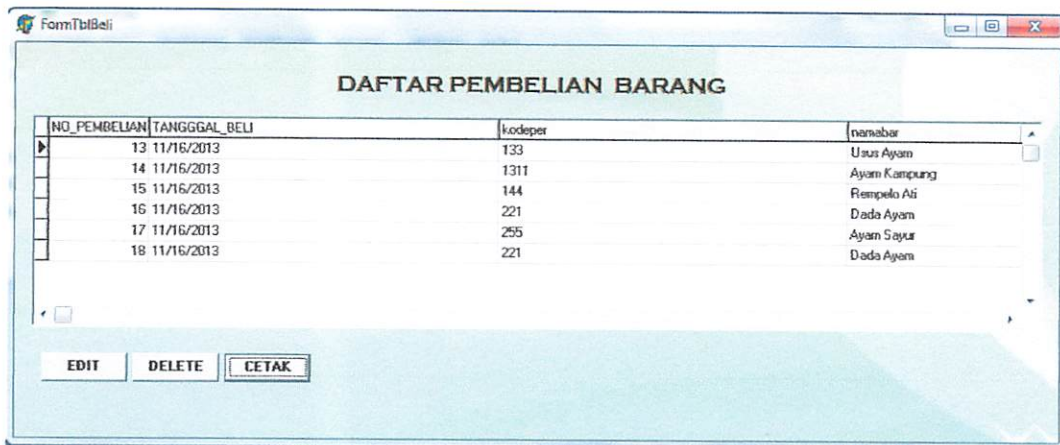 FormTblBeli
DAFTAR PEMBELIAN BARANG
NO_PEMBELIAN TANGGGAL_BELI kodeper namabar
13 11/16/2013 133 Usus Ayam
14 11/16/2013 1311 Ayam Kampung
15 11/16/2013 144 Rempelo Ati
16 11/16/2013 221 Dada Ayam
17 11/16/2013 255 Ayam Sayur
18 11/16/2013 221 Dada Ayam
EDIT DELETE CETAK